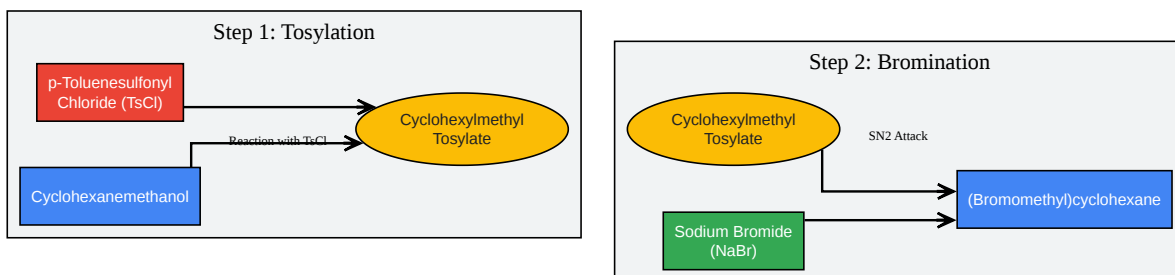 Step 1: Tosylation
p-Toluenesulfonyl
Chloride (TsCl)
Reaction with TsCl
Cyclohexanemethanol
Cyclohexylmethyl
Tosylate
Step 2: Bromination
Cyclohexylmethyl
Tosylate
SN2 Attack
Sodium Bromide
(NaBr)
(Bromomethyl)cyclohexane